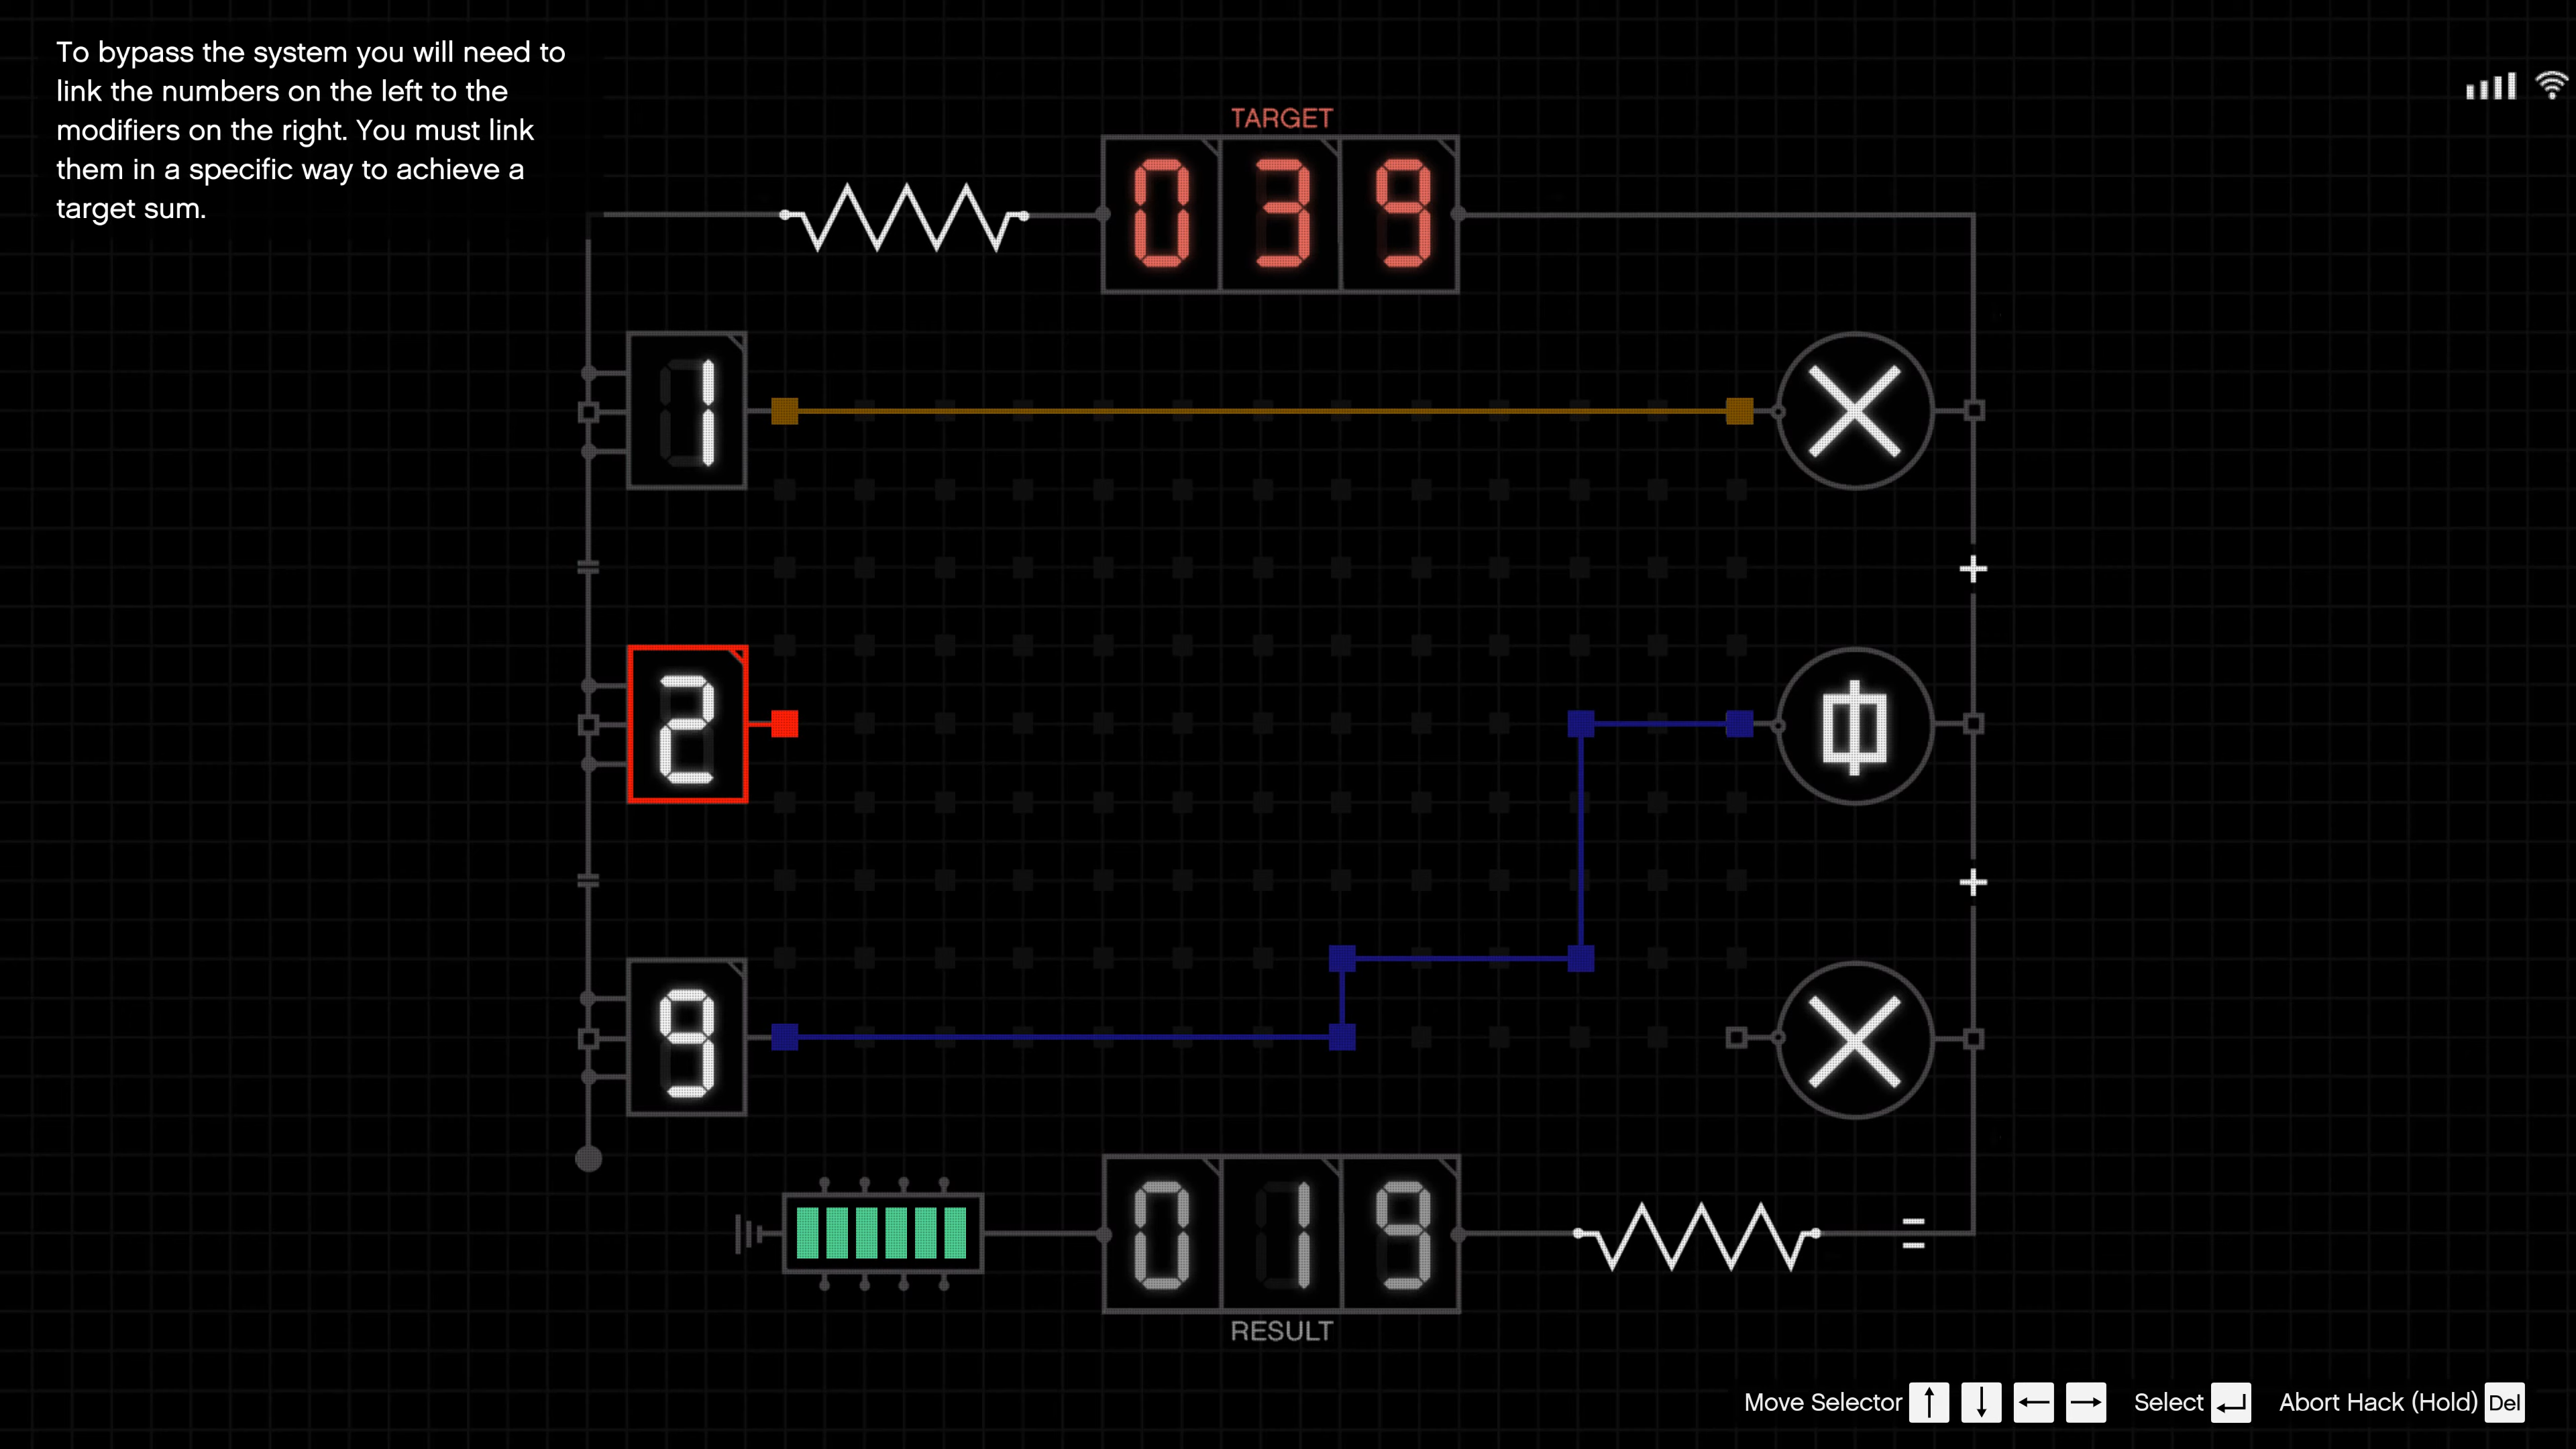 To bypass the system you will need to
link the numbers on the left to the
modifiers on the right. You must link
them in a specific way to achieve a
target sum.
TARGET
039
1
2
+
+
9
019
=
RESULT
Move Selector ↑ ↓ ← → Select ↵ Abort Hack (Hold) Del